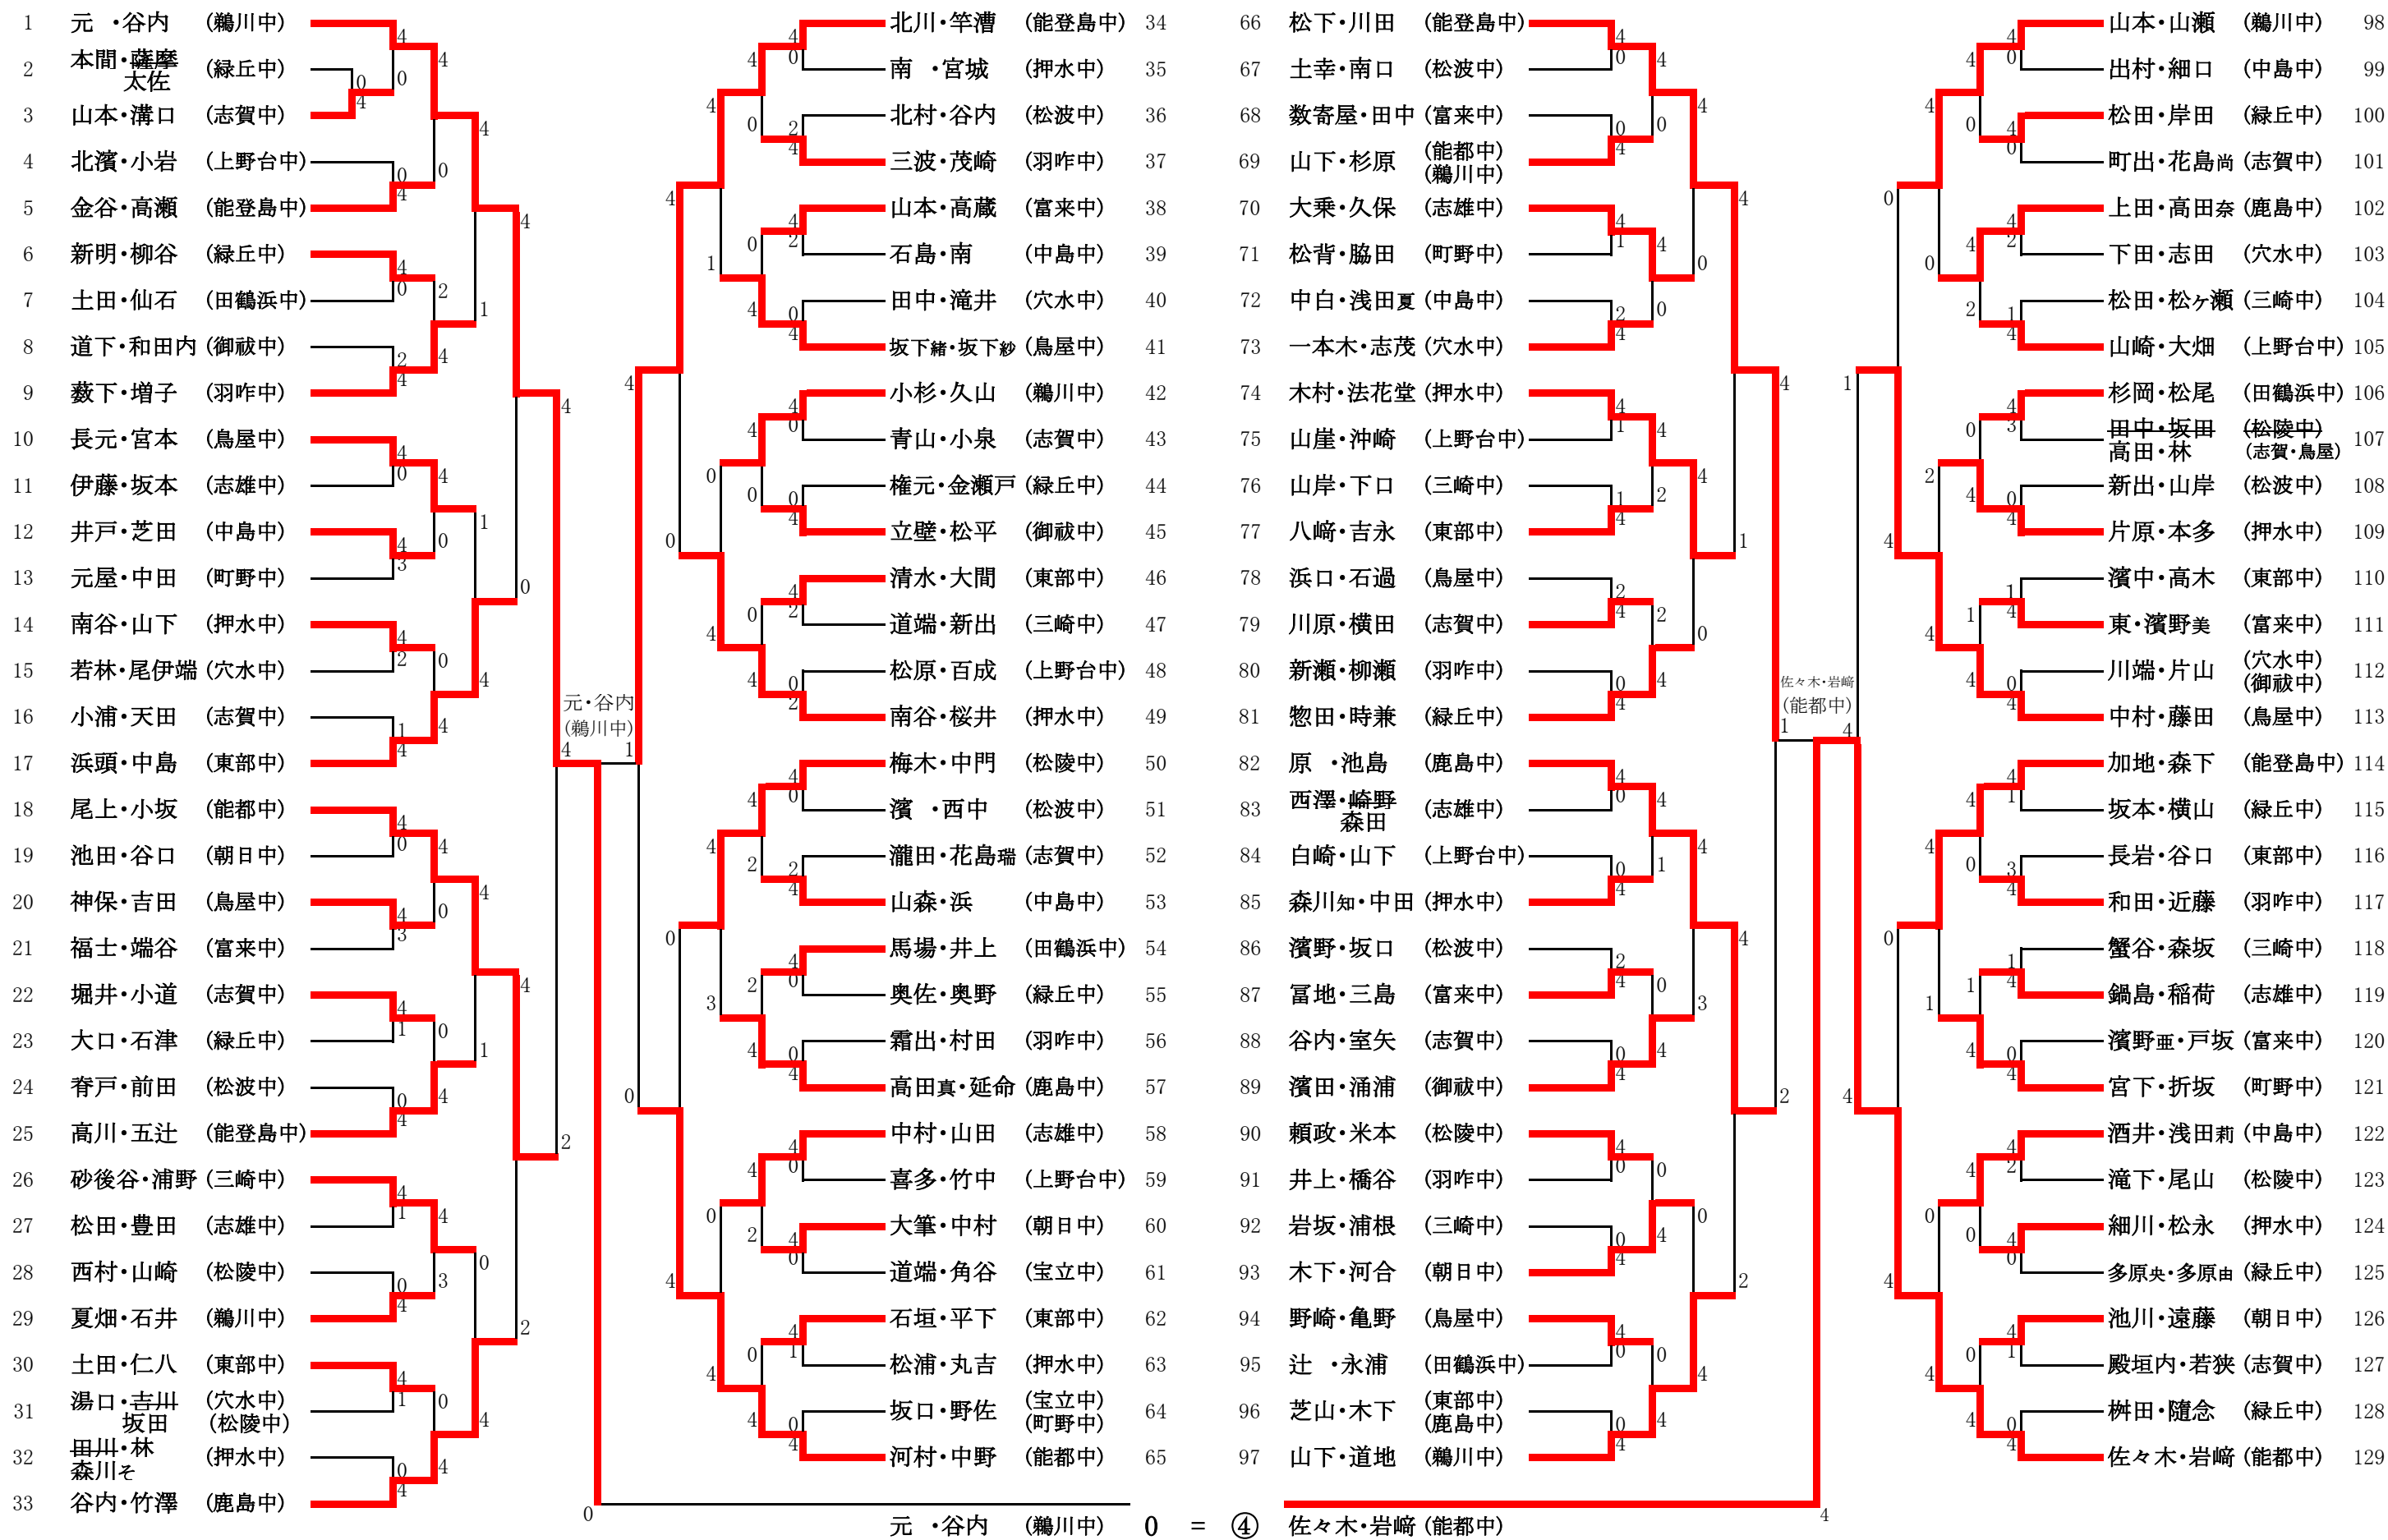 1 元 ・谷内 (鵜川中)
2 本間・薩摩 太佐 (緑丘中)
3 山本・溝口 (志賀中)
4 北濱・小岩 (上野台中)
5 金谷・高瀬 (能登島中)
6 新明・柳谷 (緑丘中)
7 土田・仙石 (田鶴浜中)
8 道下・和田内 (御祓中)
9 薮下・増子 (羽咋中)
10 長元・宮本 (鳥屋中)
11 伊藤・坂本 (志雄中)
12 井戸・芝田 (中島中)
13 元屋・中田 (町野中)
14 南谷・山下 (押水中)
15 若林・尾伊端 (穴水中)
16 小浦・天田 (志賀中)
17 浜頭・中島 (東部中)
18 尾上・小坂 (能都中)
19 池田・谷口 (朝日中)
20 神保・吉田 (鳥屋中)
21 福士・端谷 (富来中)
22 堀井・小道 (志賀中)
23 大口・石津 (緑丘中)
24 脊戸・前田 (松波中)
25 高川・五辻 (能登島中)
26 砂後谷・浦野 (三崎中)
27 松田・豊田 (志雄中)
28 西村・山崎 (松陵中)
29 夏畑・石井 (鵜川中)
30 土田・仁八 (東部中)
31 湯口・吉川 (穴水中)
坂田 (松陵中)
32 田川・林 (押水中)
森川そ
33 谷内・竹澤 (鹿島中)
北川・竿漕 (能登島中) 34
南 ・宮城 (押水中) 35
北村・谷内 (松波中) 36
三波・茂崎 (羽咋中) 37
山本・高蔵 (富来中) 38
石島・南 (中島中) 39
田中・滝井 (穴水中) 40
坂下緒・坂下紗 (鳥屋中) 41
小杉・久山 (鵜川中) 42
青山・小泉 (志賀中) 43
権元・金瀬戸 (緑丘中) 44
立壁・松平 (御祓中) 45
清水・大間 (東部中) 46
道端・新出 (三崎中) 47
松原・百成 (上野台中) 48
南谷・桜井 (押水中) 49
梅木・中門 (松陵中) 50
濱 ・西中 (松波中) 51
瀧田・花島瑞 (志賀中) 52
山森・浜 (中島中) 53
馬場・井上 (田鶴浜中) 54
奥佐・奥野 (緑丘中) 55
霜出・村田 (羽咋中) 56
高田真・延命 (鹿島中) 57
中村・山田 (志雄中) 58
喜多・竹中 (上野台中) 59
大筆・中村 (朝日中) 60
道端・角谷 (宝立中) 61
石垣・平下 (東部中) 62
松浦・丸吉 (押水中) 63
坂口・野佐 (宝立中) (町野中) 64
河村・中野 (能都中) 65
元・谷内
(鵜川中)
66 松下・川田 (能登島中)
67 土幸・南口 (松波中)
68 数寄屋・田中 (富来中)
69 山下・杉原 (能都中) (鵜川中)
70 大乗・久保 (志雄中)
71 松背・脇田 (町野中)
72 中白・浅田夏 (中島中)
73 一本木・志茂 (穴水中)
74 木村・法花堂 (押水中)
75 山崖・沖崎 (上野台中)
76 山岸・下口 (三崎中)
77 八﨑・吉永 (東部中)
78 浜口・石過 (鳥屋中)
79 川原・横田 (志賀中)
80 新瀬・柳瀬 (羽咋中)
81 惣田・時兼 (緑丘中)
82 原 ・池島 (鹿島中)
83 西澤・崎野 森田 (志雄中)
84 白崎・山下 (上野台中)
85 森川知・中田 (押水中)
86 濱野・坂口 (松波中)
87 冨地・三島 (富来中)
88 谷内・室矢 (志賀中)
89 濱田・涌浦 (御祓中)
90 頼政・米本 (松陵中)
91 井上・橋谷 (羽咋中)
92 岩坂・浦根 (三崎中)
93 木下・河合 (朝日中)
94 野崎・亀野 (鳥屋中)
95 辻 ・永浦 (田鶴浜中)
96 芝山・木下 (東部中) (鹿島中)
97 山下・道地 (鵜川中)
佐々木・岩﨑
(能都中)
山本・山瀬 (鵜川中) 98
出村・細口 (中島中) 99
松田・岸田 (緑丘中) 100
町出・花島尚 (志賀中) 101
上田・高田奈 (鹿島中) 102
下田・志田 (穴水中) 103
松田・松ヶ瀬 (三崎中) 104
山崎・大畑 (上野台中) 105
杉岡・松尾 (田鶴浜中) 106
田中・坂田 (松陵中) 107
高田・林 (志賀・鳥屋)
新出・山岸 (松波中) 108
片原・本多 (押水中) 109
濱中・高木 (東部中) 110
東・濱野美 (富来中) 111
川端・片山 (穴水中) (御祓中) 112
中村・藤田 (鳥屋中) 113
加地・森下 (能登島中) 114
坂本・横山 (緑丘中) 115
長岩・谷口 (東部中) 116
和田・近藤 (羽咋中) 117
蟹谷・森坂 (三崎中) 118
鍋島・稲荷 (志雄中) 119
濱野亜・戸坂 (富来中) 120
宮下・折坂 (町野中) 121
酒井・浅田莉 (中島中) 122
滝下・尾山 (松陵中) 123
細川・松永 (押水中) 124
多原央・多原由 (緑丘中) 125
池川・遠藤 (朝日中) 126
殿垣内・若狭 (志賀中) 127
桝田・隨念 (緑丘中) 128
佐々木・岩﨑 (能都中) 129
元 ・谷内 (鵜川中) 0 = ④ 佐々木・岩﨑 (能都中)